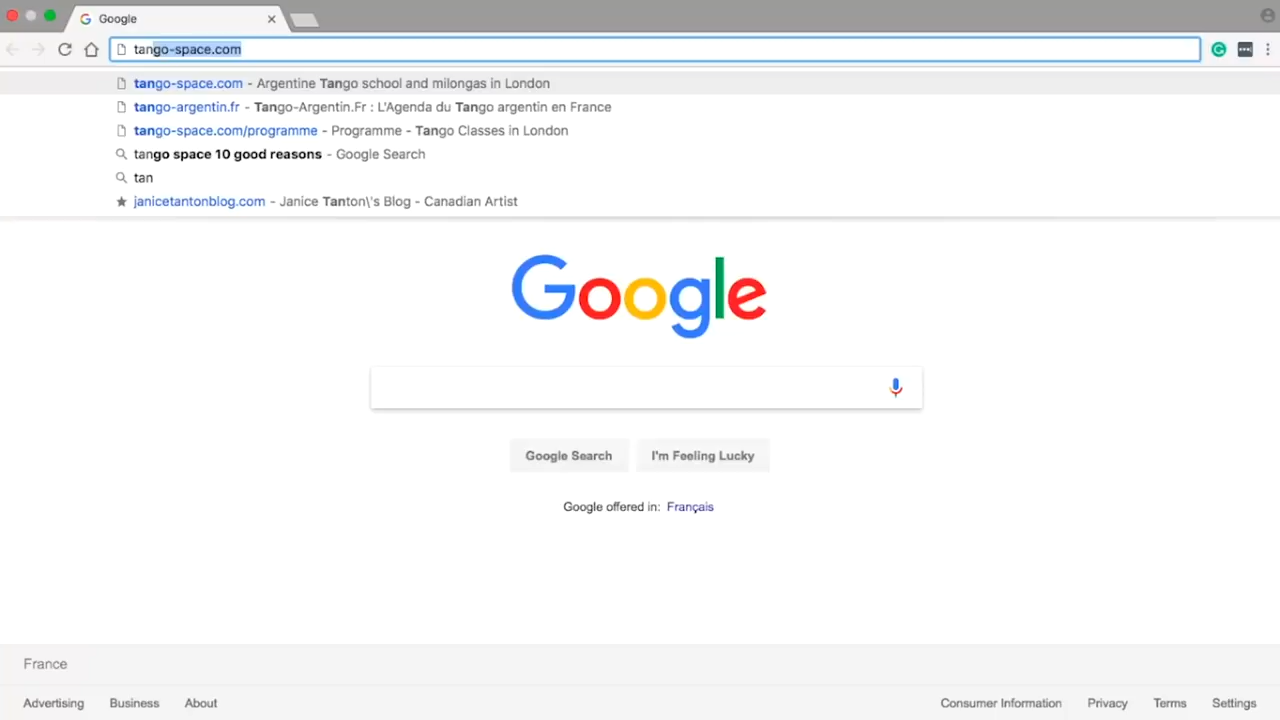 Google
tango-space.com
tango-space.com - Argentine Tango school and milongas in London
tango-argentin.fr - Tango-Argentin.Fr : L'Agenda du Tango argentin en France
tango-space.com/programme - Programme - Tango Classes in London
tango space 10 good reasons - Google Search
tan
janicetantonblog.com - Janice Tanton\'s Blog - Canadian Artist
Google
Google Search I'm Feeling Lucky
Google offered in: Français
France
Advertising Business About Consumer Information Privacy Terms Settings